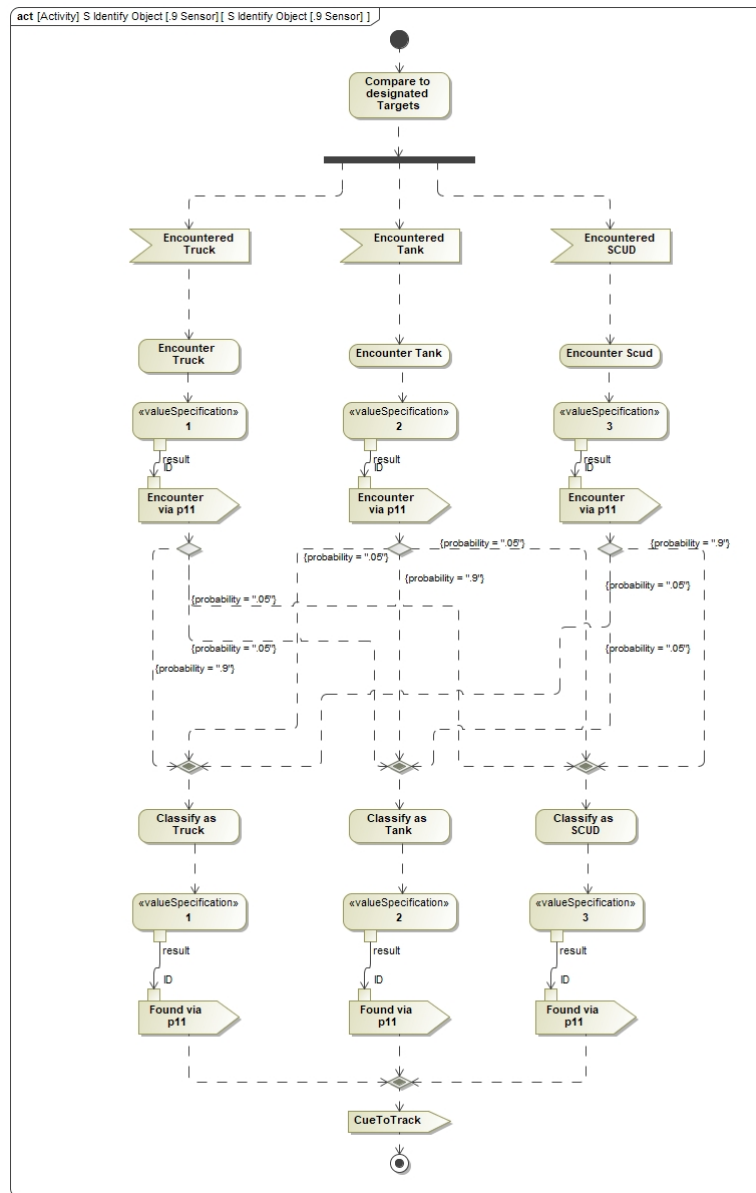 act [Activity] S Identify Object [.9 Sensor] [ S Identify Object [.9 Sensor] ]
Compare to
designated
Targets
Encountered
Truck
Encountered
Tank
Encountered
SCUD
Encounter
Truck
Encounter Tank
Encounter Scud
«valueSpecification»
1
«valueSpecification»
2
«valueSpecification»
3
result
ID
result
ID
result
ID
Encounter
via p11
Encounter
via p11
Encounter
via p11
{probability = ".05"}
{probability = ".05"}
{probability = ".9"}
{probability = ".9"}
{probability = ".05"}
{probability = ".05"}
{probability = ".05"}
{probability = ".05"}
{probability = ".9"}
Classify as
Truck
Classify as
Tank
Classify as
SCUD
«valueSpecification»
1
«valueSpecification»
2
«valueSpecification»
3
result
result
result
ID
ID
ID
Found via
p11
Found via
p11
Found via
p11
CueToTrack